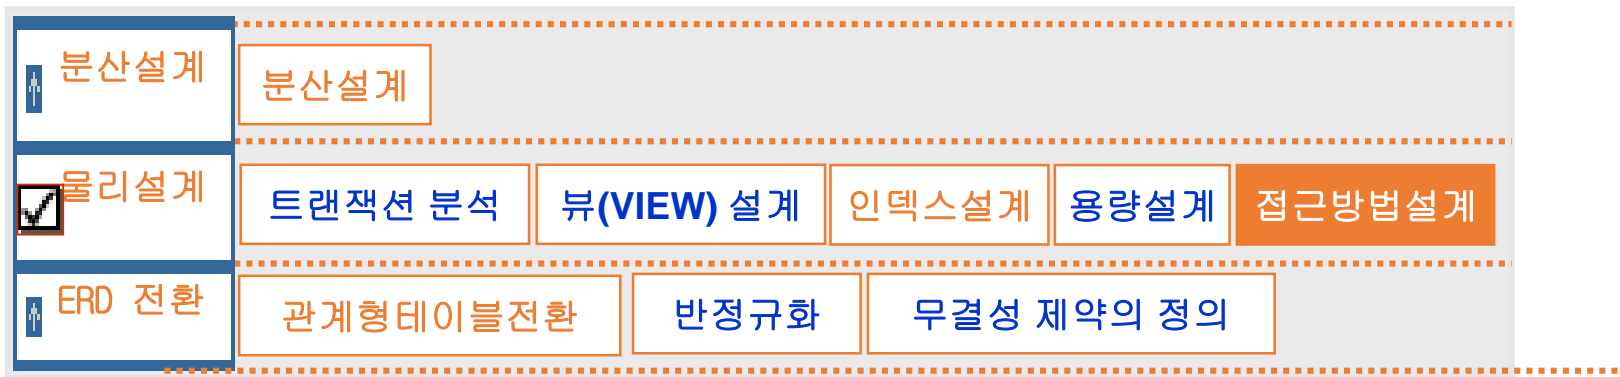 분산설계
분산설계
물리설계
트랜잭션 분석
뷰(VIEW) 설계
인덱스설계
용량설계
접근방법설계
ERD 전환
관계형테이블전환
반정규화
무결성 제약의 정의